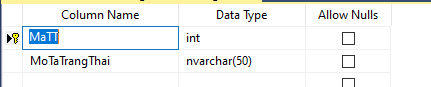 Column Name Data Type Allow Nulls
MaTT int
MoTaTrangThai nvarchar(50)